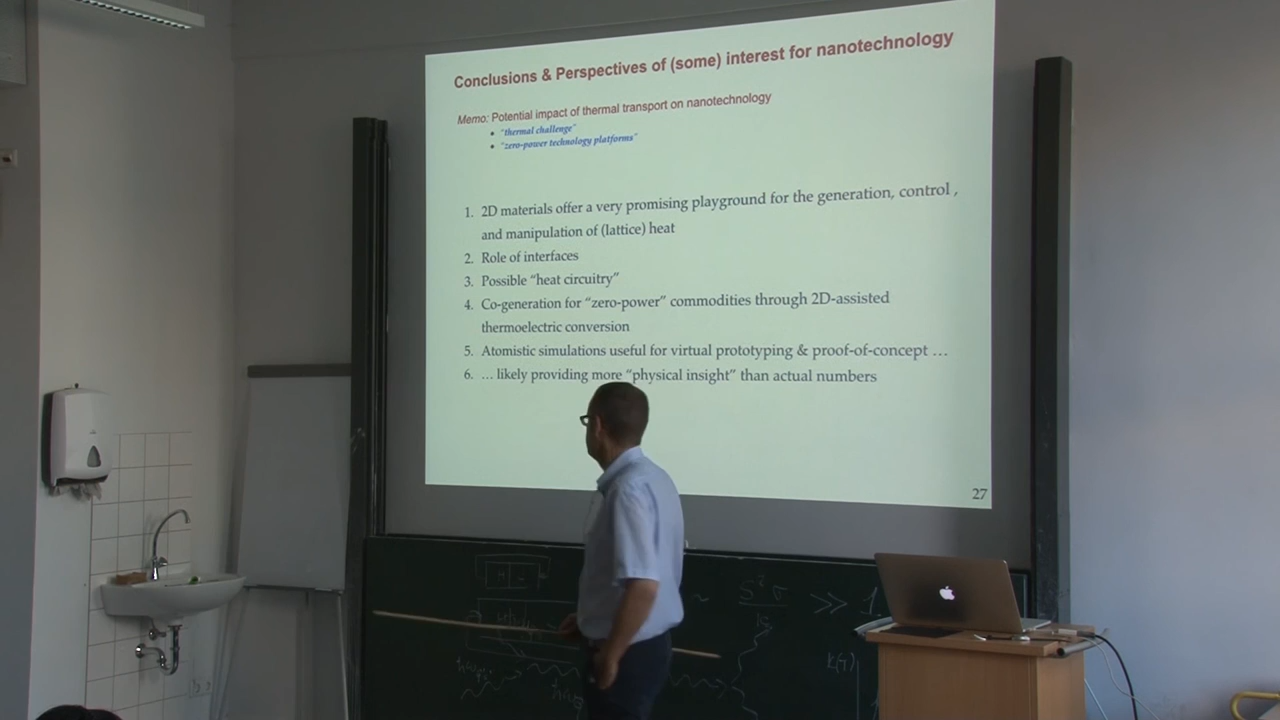 Conclusions & Perspectives of (some) interest for nanotechnology
Memo: Potential impact of thermal transport on nanotechnology
• "thermal challenge"
• "zero-power technology platforms"
1. 2D materials offer a very promising playground for the generation, control ,
and manipulation of (lattice) heat
2. Role of interfaces
3. Possible "heat circuitry"
4. Co-generation for "zero-power" commodities through 2D-assisted
thermoelectric conversion
5. Atomistic simulations useful for virtual prototyping & proof-of-concept …
6. … likely providing more "physical insight" than actual numbers
27
~ S²σ >> 1